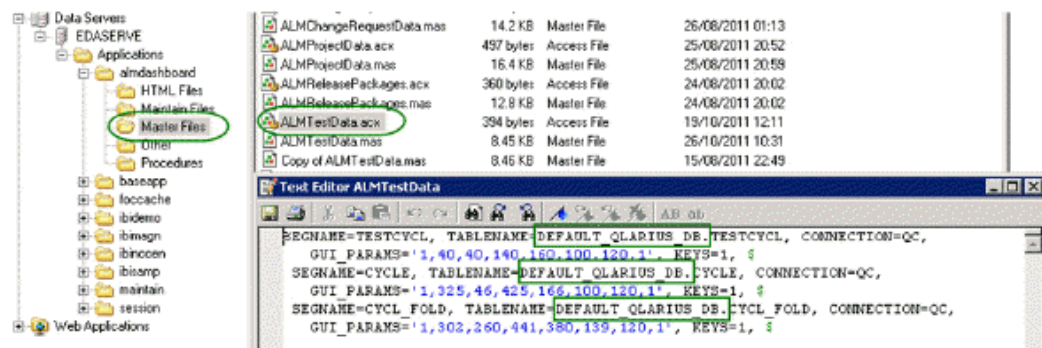 Data Servers
EDASERVE
Applications
almdashboard
HTML Files
Maintain Files
Master Files
Other
Procedures
baseapp
foccache
ibidemo
ibimagn
ibinccen
ibisamp
maintain
session
Web Applications
ALMChangeRequestData.mas 14.2 KB Master File 26/08/2011 01:13
ALMProjectData.acx 497 bytes Access File 25/08/2011 20:52
ALMProjectData.mas 16.4 KB Master File 25/08/2011 20:59
ALMReleasePackages.acx 360 bytes Access File 24/08/2011 20:02
ALMReleasePackages.mas 12.8 KB Master File 24/08/2011 20:02
ALMTestData.acx 394 bytes Access File 19/10/2011 12:11
ALMTestData.mas 8.45 KB Master File 26/10/2011 10:31
Copy of ALMTestData.mas 8.46 KB Master File 15/08/2011 22:49
Text Editor ALMTestData
AB ab
SEGNAME=TESTCYCL, TABLENAME=DEFAULT_QLARIUS_DB.TESTCYCL, CONNECTION=QC,
GUI_PARAMS='1,40,40,140,160,100,120,1', KEYS=1, $
SEGNAME=CYCLE, TABLENAME=DEFAULT_QLARIUS_DB.CYCLE, CONNECTION=QC,
GUI_PARAMS='1,325,46,425,166,100,120,1', KEYS=1, $
SEGNAME=CYCL_FOLD, TABLENAME=DEFAULT_QLARIUS_DB.CYCL_FOLD, CONNECTION=QC,
GUI_PARAMS='1,302,260,441,380,139,120,1', KEYS=1, $